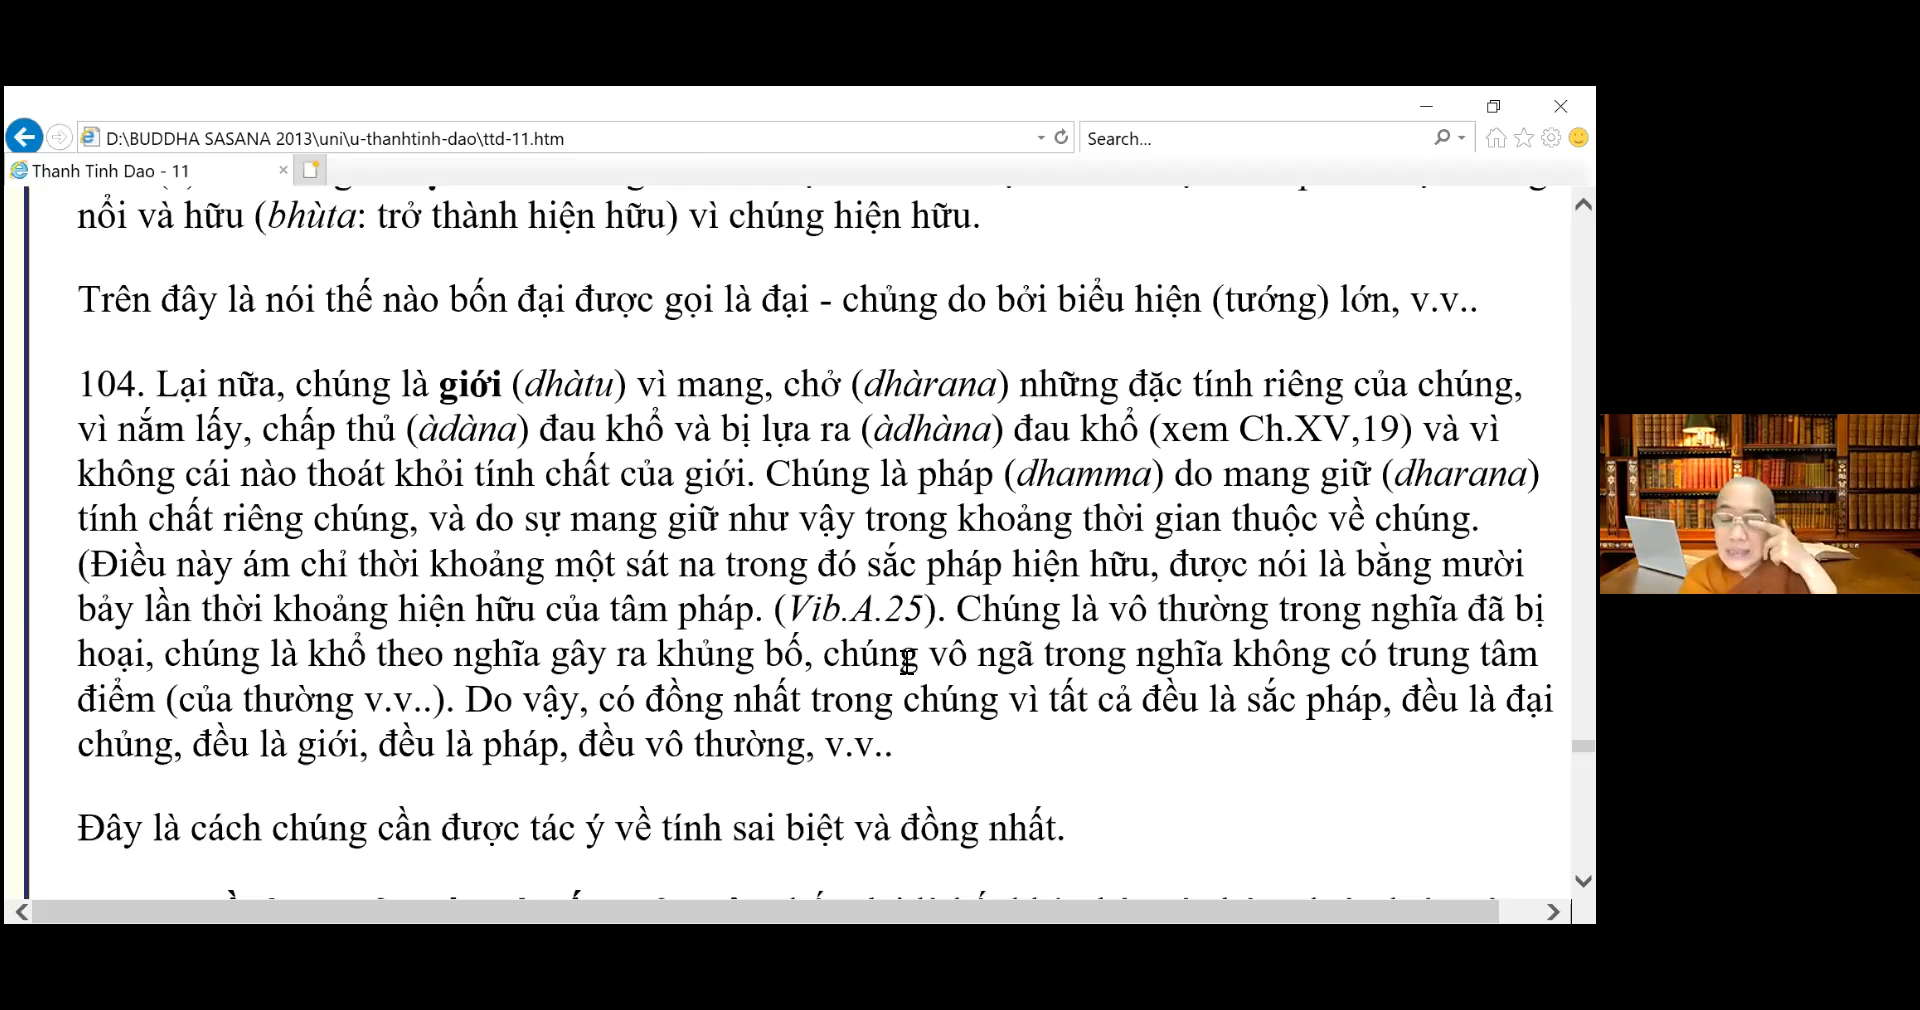 D:\BUDDHA SASANA 2013\uni\u-thanhtinh-dao\ttd-11.htm
Search...
Thanh Tinh Dao - 11
nổi và hữu (bhùta: trở thành hiện hữu) vì chúng hiện hữu.
Trên đây là nói thế nào bốn đại được gọi là đại - chủng do bởi biểu hiện (tướng) lớn, v.v..
104. Lại nữa, chúng là giới (dhàtu) vì mang, chở (dhàrana) những đặc tính riêng của chúng,
vì nắm lấy, chấp thủ (àdàna) đau khổ và bị lựa ra (àdhàna) đau khổ (xem Ch.XV,19) và vì
không cái nào thoát khỏi tính chất của giới. Chúng là pháp (dhamma) do mang giữ (dharana)
tính chất riêng chúng, và do sự mang giữ như vậy trong khoảng thời gian thuộc về chúng.
(Điều này ám chỉ thời khoảng một sát na trong đó sắc pháp hiện hữu, được nói là bằng mười
bảy lần thời khoảng hiện hữu của tâm pháp. (Vib.A.25). Chúng là vô thường trong nghĩa đã bị
hoại, chúng là khổ theo nghĩa gây ra khủng bố, chúng vô ngã trong nghĩa không có trung tâm
điểm (của thường v.v..). Do vậy, có đồng nhất trong chúng vì tất cả đều là sắc pháp, đều là đại
chủng, đều là giới, đều là pháp, đều vô thường, v.v..
Đây là cách chúng cần được tác ý về tính sai biệt và đồng nhất.